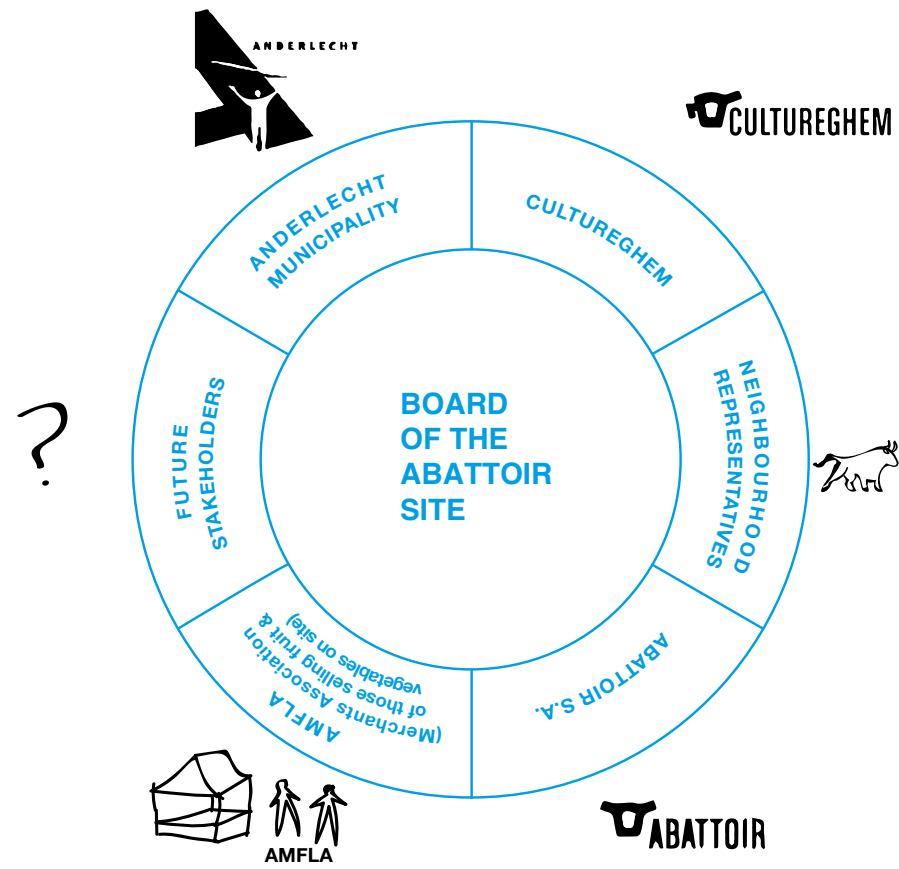 ANDERLECHT
CULTUREGHEM
ANDERLECHT
MUNICIPALITY
CULTUREGHEM
NEIGHBOURHOOD
REPRESENTATIVES
BOARD
OF THE
ABATTOIR
SITE
FUTURE
STAKEHOLDERS
?
ABATTOIR S.A.
AMFLA
(Merchants Association
of those selling fruit &
vegetables on site)
AMFLA
ABATTOIR